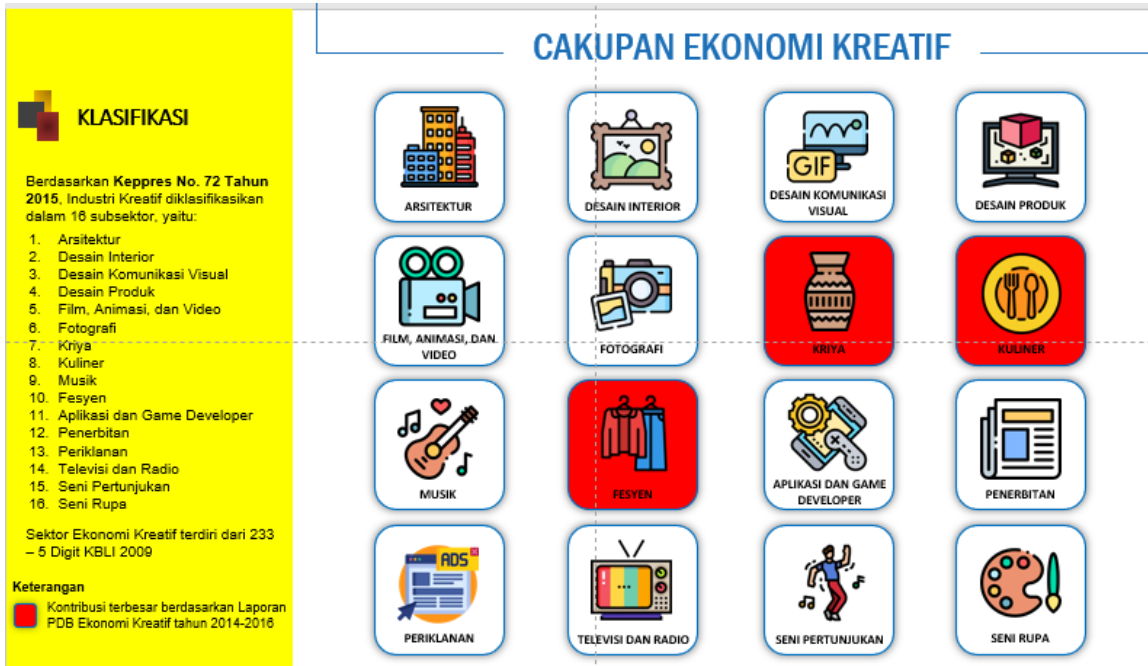 CAKUPAN EKONOMI KREATIF
KLASIFIKASI
Berdasarkan Keppres No. 72 Tahun
2015, Industri Kreatif diklasifikasikan
dalam 16 subsektor, yaitu:
1. Arsitektur
2. Desain Interior
3. Desain Komunikasi Visual
4. Desain Produk
5. Film, Animasi, dan Video
6. Fotografi
7. Kriya
8. Kuliner
9. Musik
10. Fesyen
11. Aplikasi dan Game Developer
12. Penerbitan
13. Periklanan
14. Televisi dan Radio
15. Seni Pertunjukan
16. Seni Rupa
Sektor Ekonomi Kreatif terdiri dari 233
– 5 Digit KBLI 2009
Keterangan
Kontribusi terbesar berdasarkan Laporan
PDB Ekonomi Kreatif tahun 2014-2016
ARSITEKTUR
DESAIN INTERIOR
GIF
DESAIN KOMUNIKASI
VISUAL
DESAIN PRODUK
FILM, ANIMASI, DAN
VIDEO
FOTOGRAFI
KRIYA
KULINER
MUSIK
FESYEN
APLIKASI DAN GAME
DEVELOPER
PENERBITAN
ADS
PERIKLANAN
TELEVISI DAN RADIO
SENI PERTUNJUKAN
SENI RUPA